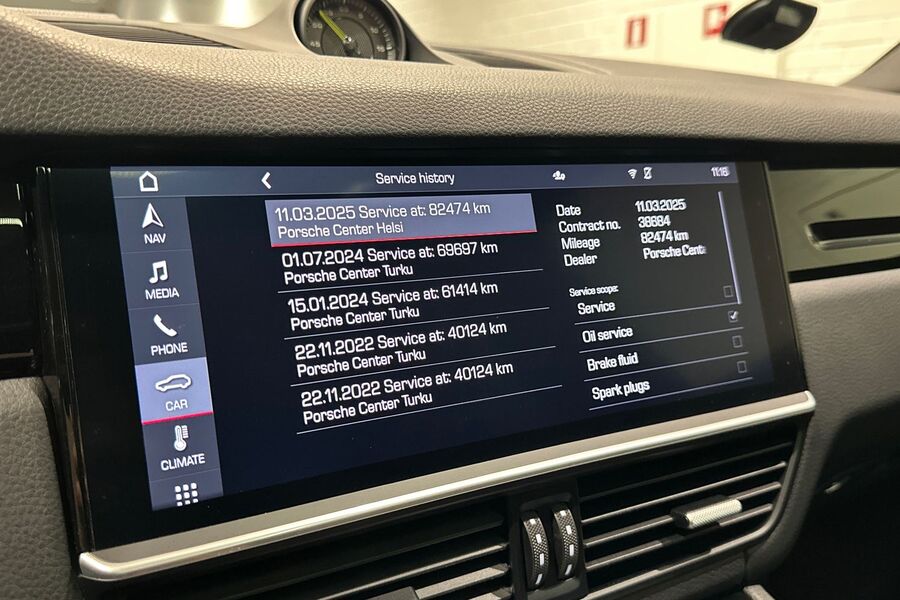 Service history
11:16
NAV
MEDIA
PHONE
CAR
CLIMATE
11.03.2025 Service at: 82474 km
Porsche Center Helsi
01.07.2024 Service at: 69697 km
Porsche Center Turku
15.01.2024 Service at: 61414 km
Porsche Center Turku
22.11.2022 Service at: 40124 km
Porsche Center Turku
22.11.2022 Service at: 40124 km
Porsche Center Turku
Date 11.03.2025
Contract no. 38684
Mileage 82474 km
Dealer Porsche Cent
Service scope:
Service
Oil service
Brake fluid
Spark plugs